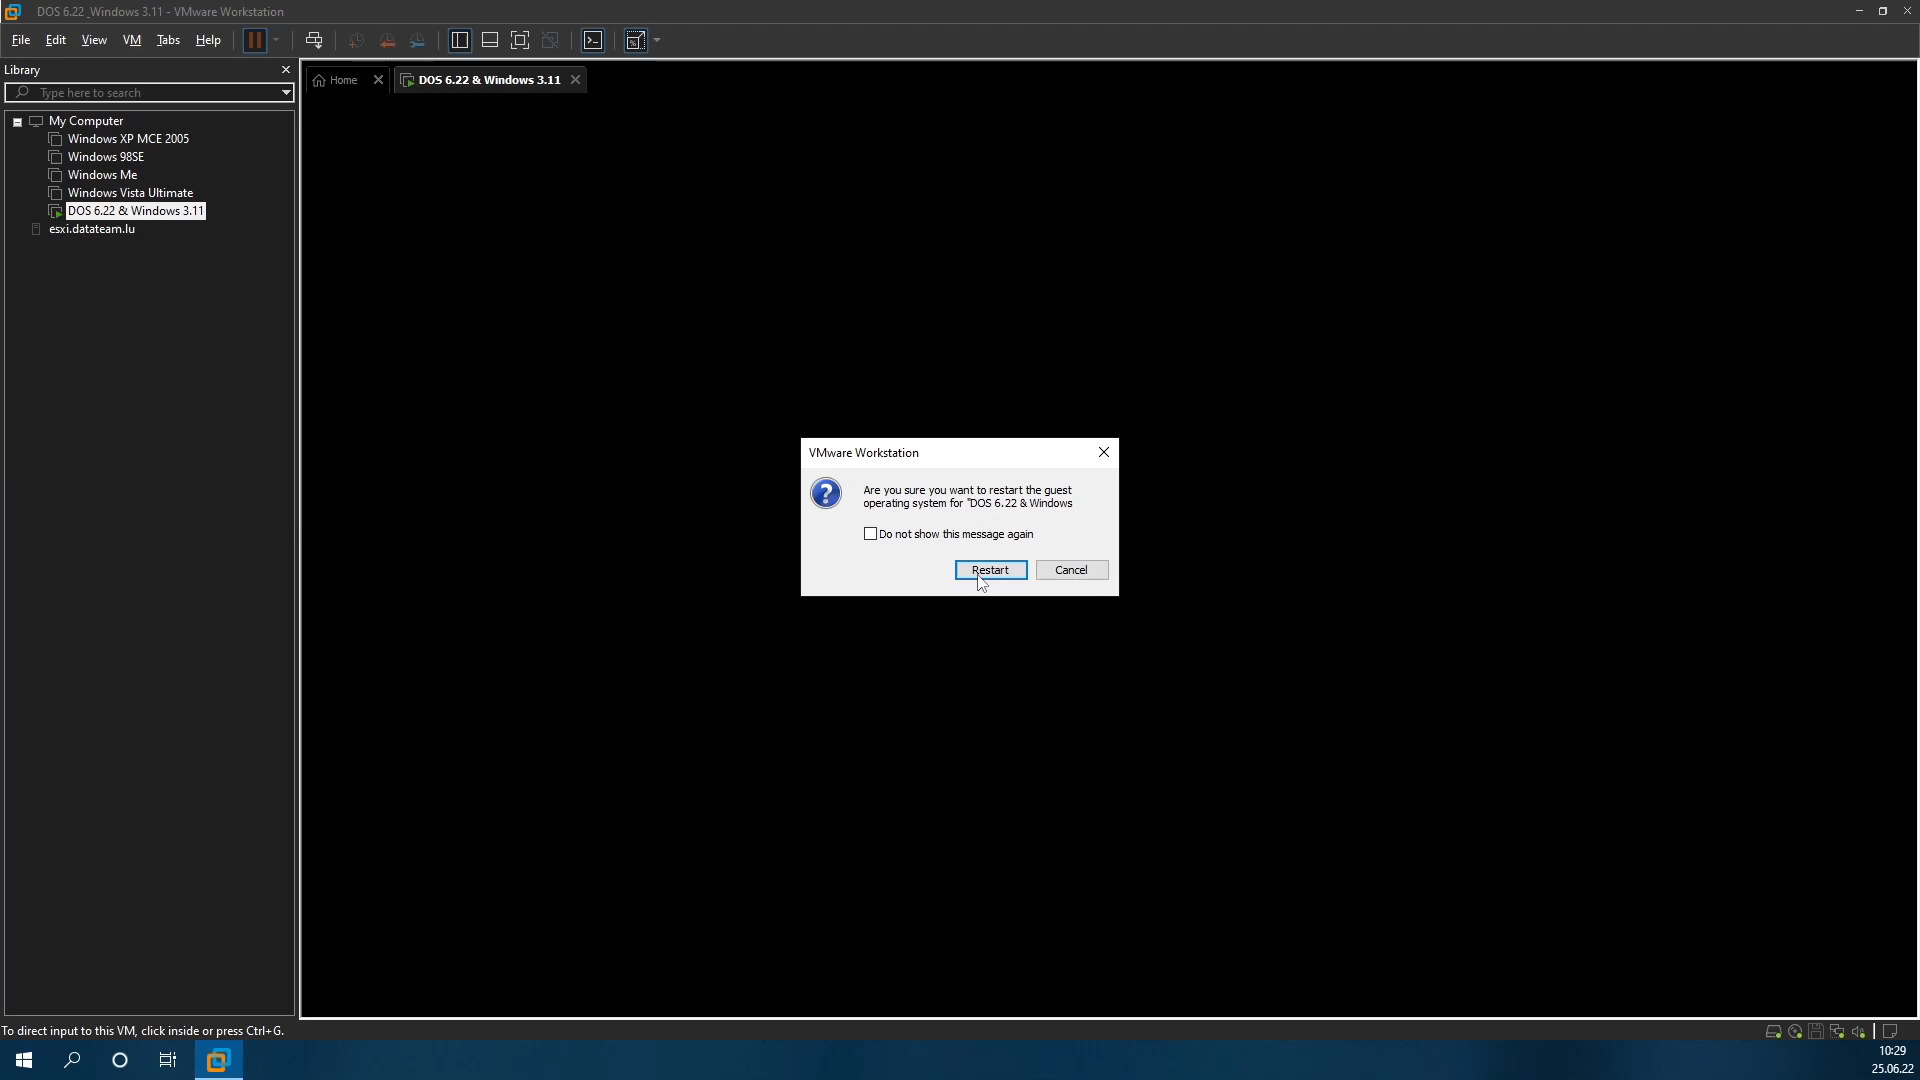 DOS 6.22_Windows 3.11 - VMware Workstation
File Edit View VM Tabs Help
Library
Type here to search
Home
DOS 6.22 & Windows 3.11
My Computer
Windows XP MCE 2005
Windows 98SE
Windows Me
Windows Vista Ultimate
DOS 6.22 & Windows 3.11
esxi.datateam.lu
VMware Workstation
Are you sure you want to restart the guest
operating system for "DOS 6.22 & Windows
Do not show this message again
Restart Cancel
To direct input to this VM, click inside or press Ctrl+G.
10:29
25.06.22